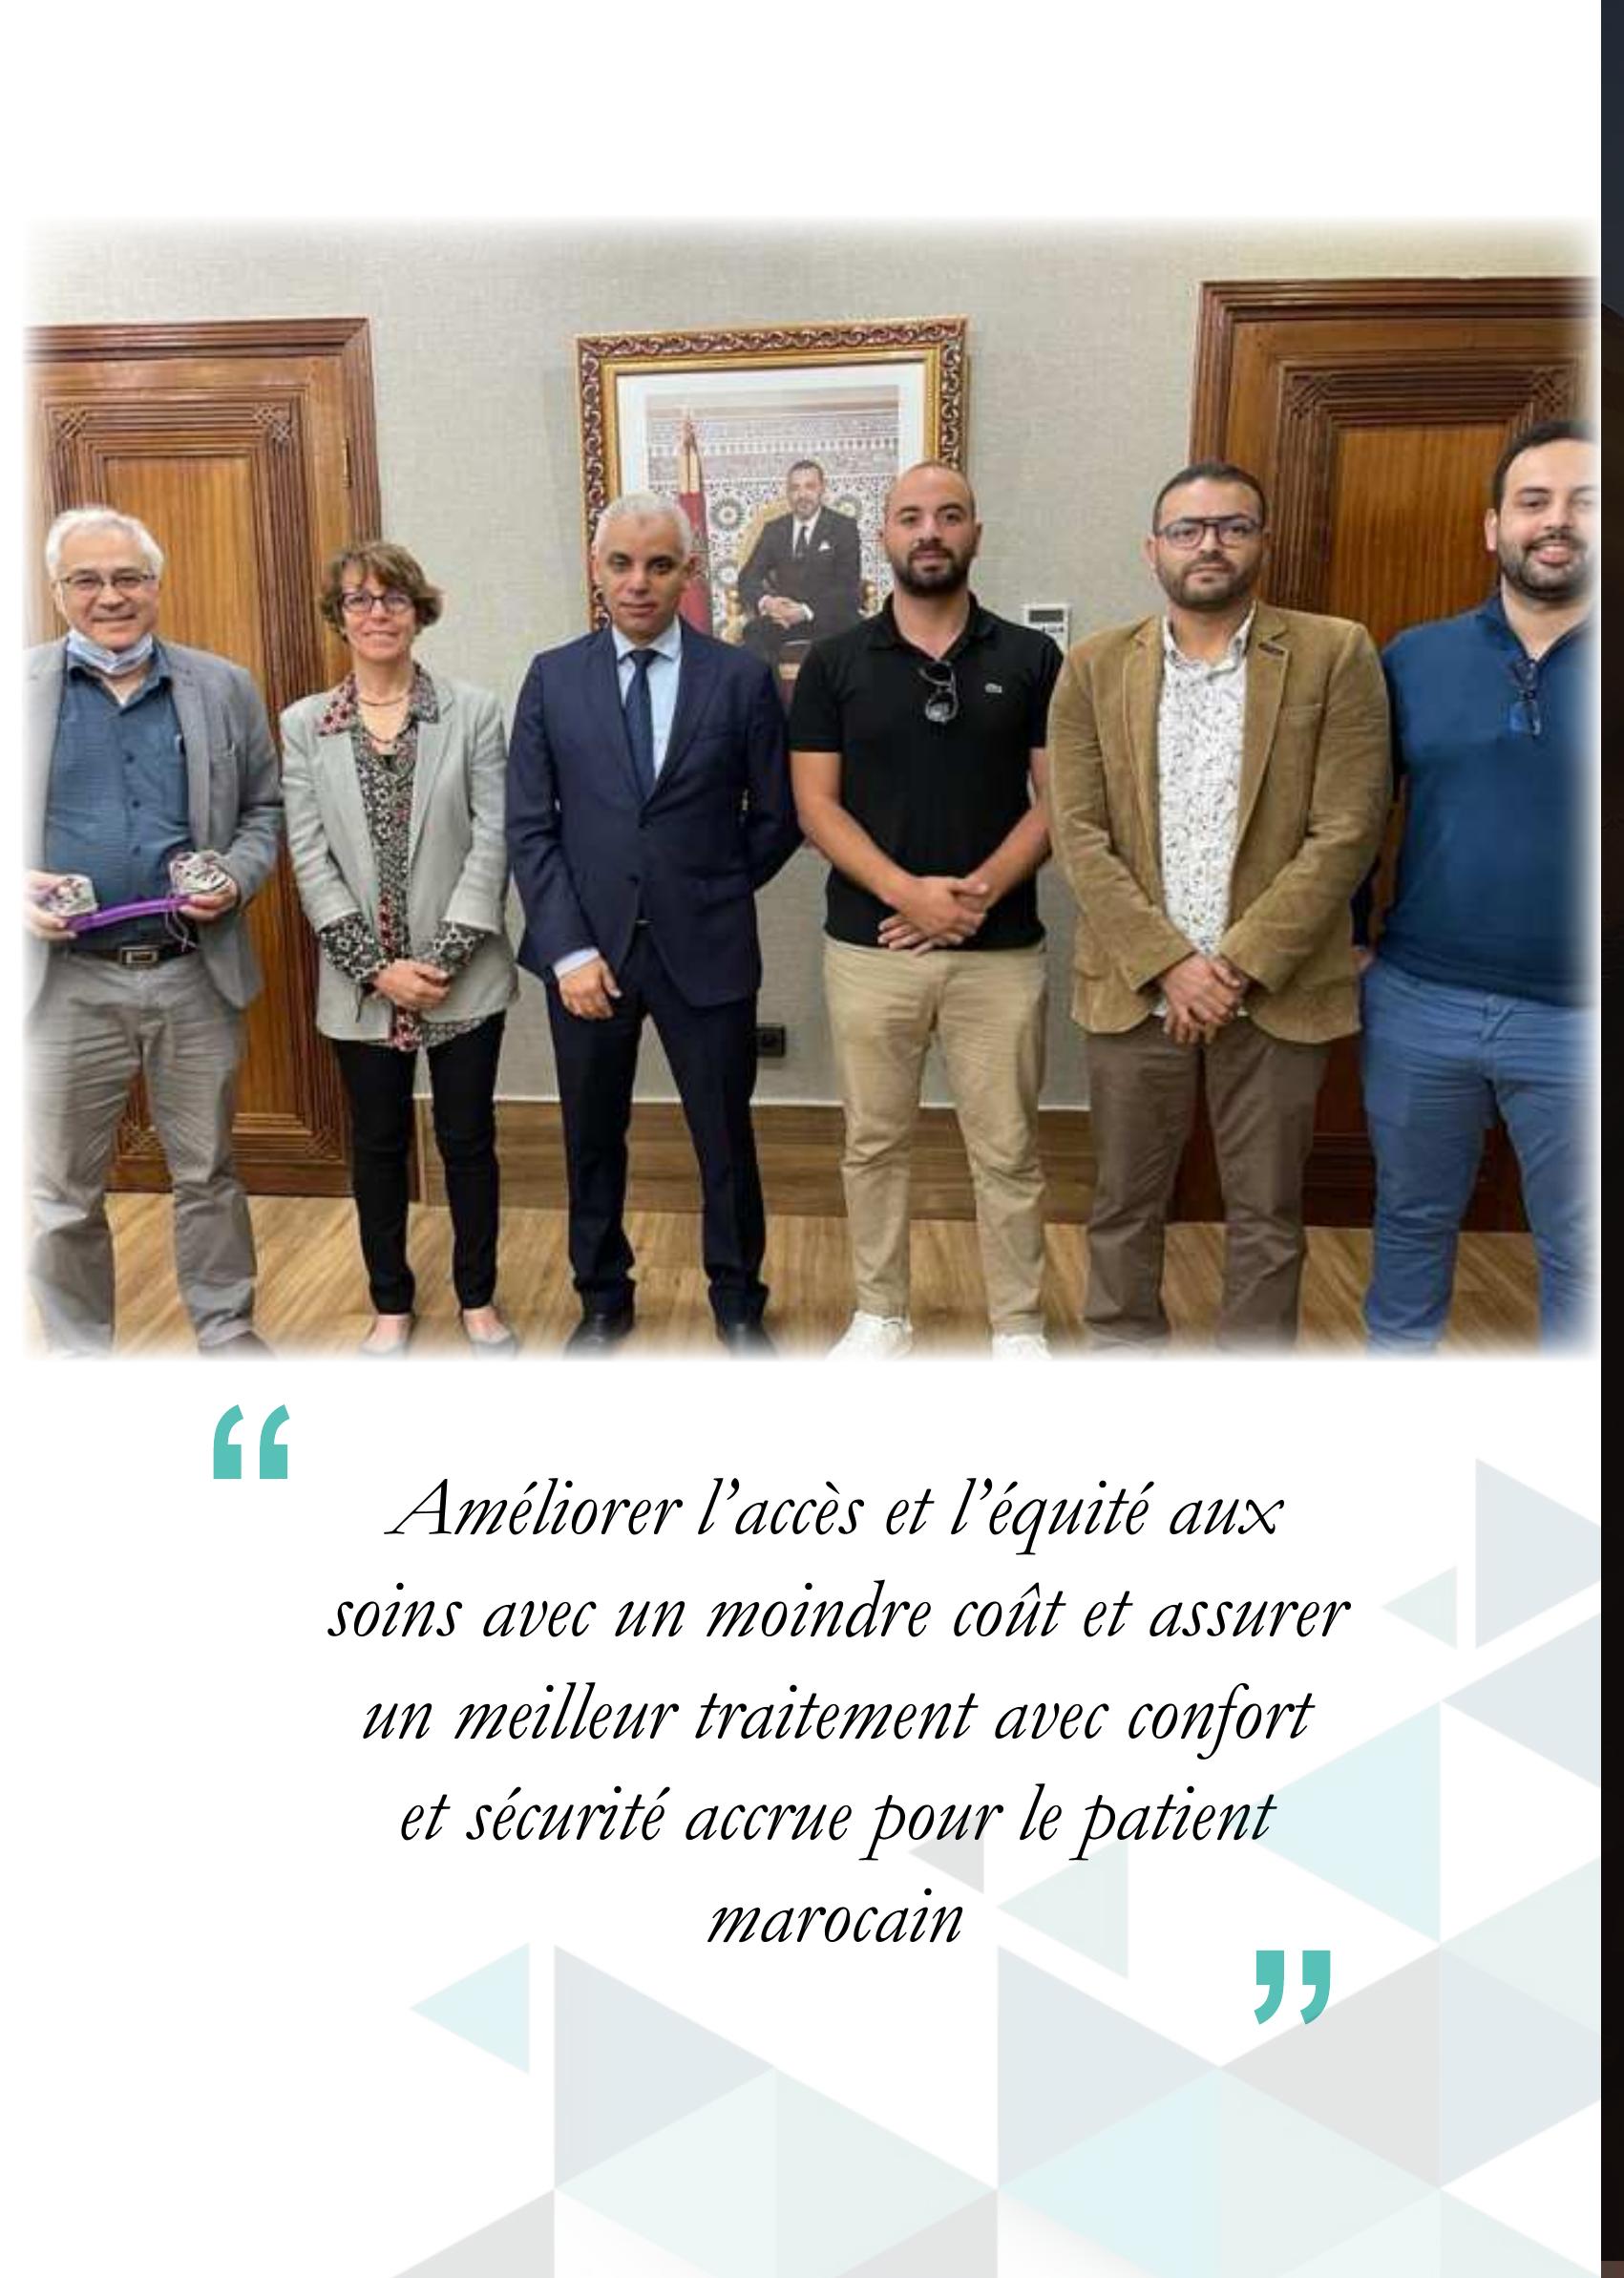 “
Améliorer l’accès et l’équité aux
soins avec un moindre coût et assurer
un meilleur traitement avec confort
et sécurité accrue pour le patient
marocain
”